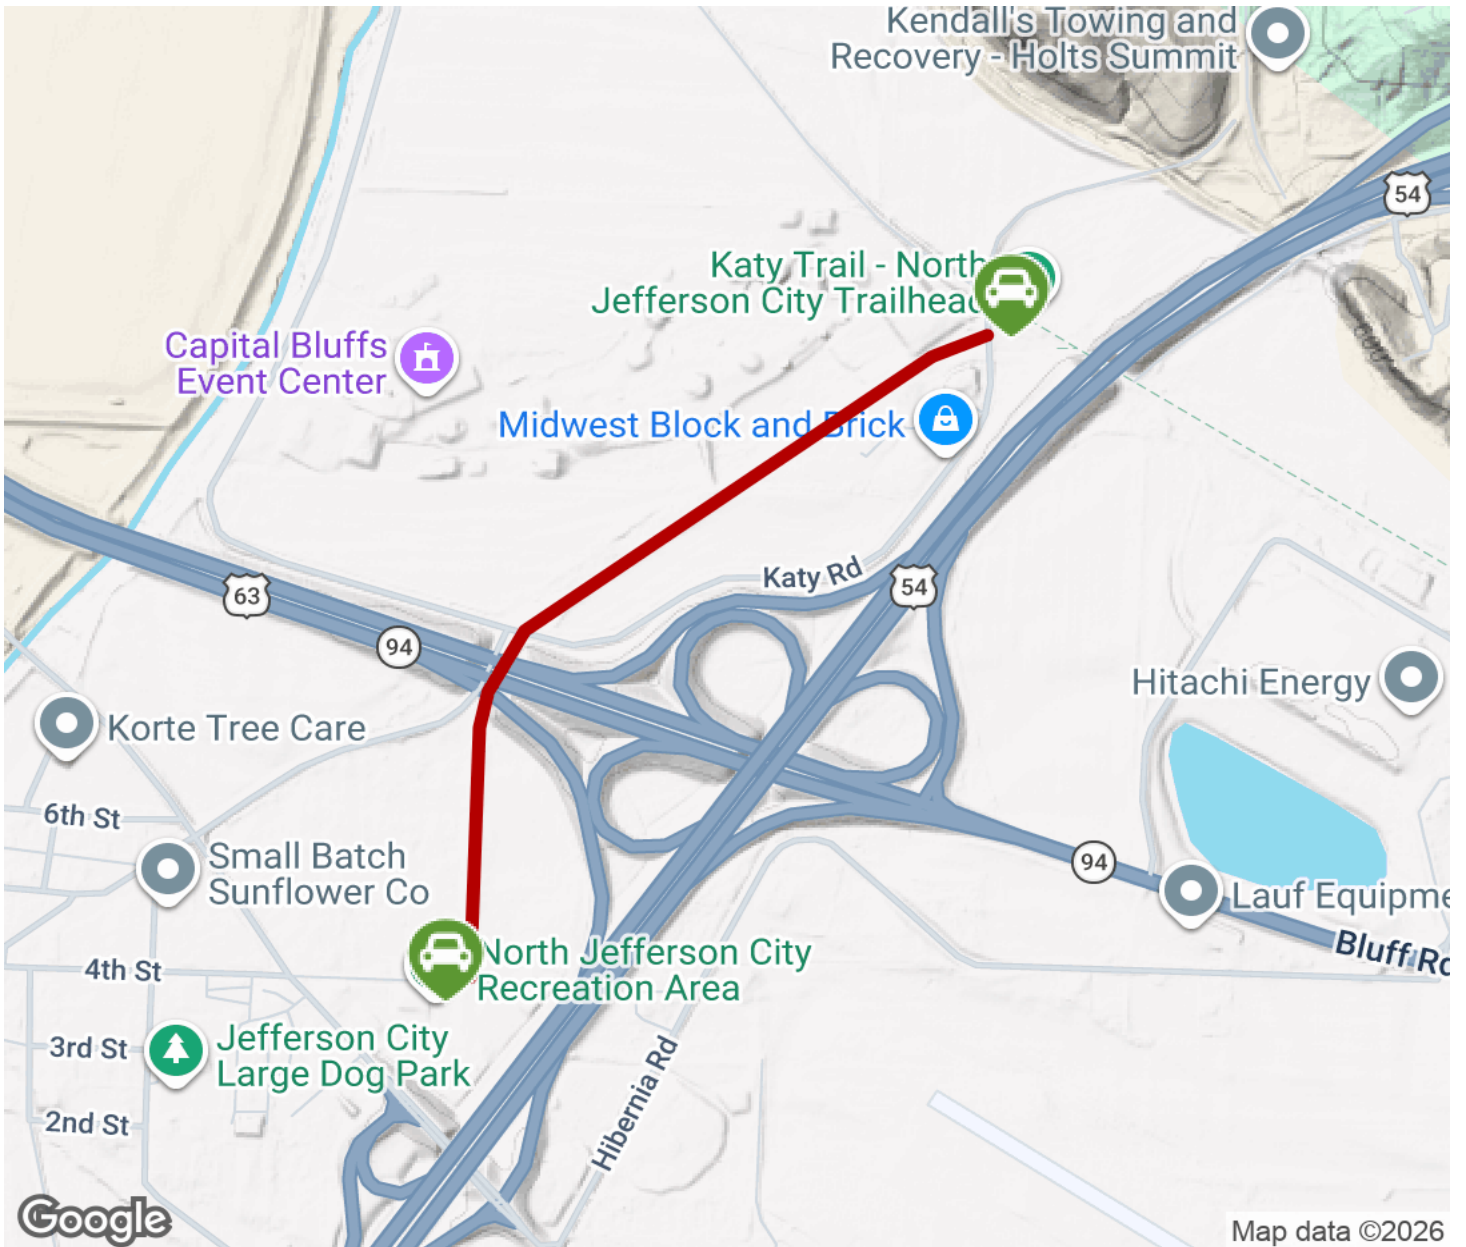 Kendall's Towing and
Recovery - Holts Summit
54
Katy Trail - North
Jefferson City Trailhead
Capital Bluffs
Event Center
Midwest Block and Brick
Katy Rd
54
63
94
Hitachi Energy
Korte Tree Care
6th St
Small Batch
Sunflower Co
94
Lauf Equipme
Bluff Rd
North Jefferson City
Recreation Area
4th St
Jefferson City
Large Dog Park
3rd St
2nd St
Hibernia Rd
Google
Map data ©2026